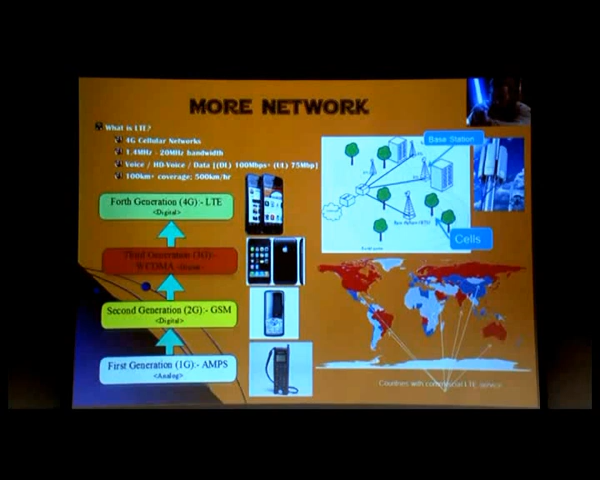 MORE NETWORK
What is LTE?
4G Cellular Networks
1.4MHz - 20MHz bandwidth
Voice / HD-Voice / Data [(DL) 100Mbps- (UL) 75Mbp]
100km+ coverage; 500km/hr
Forth Generation (4G):- LTE
<Digital>
Third Generation (3G):-
WCDMA
Second Generation (2G):- GSM
<Digital>
First Generation (1G):- AMPS
<Analog>
Base Station
Cells
Countries with commercial LTE service